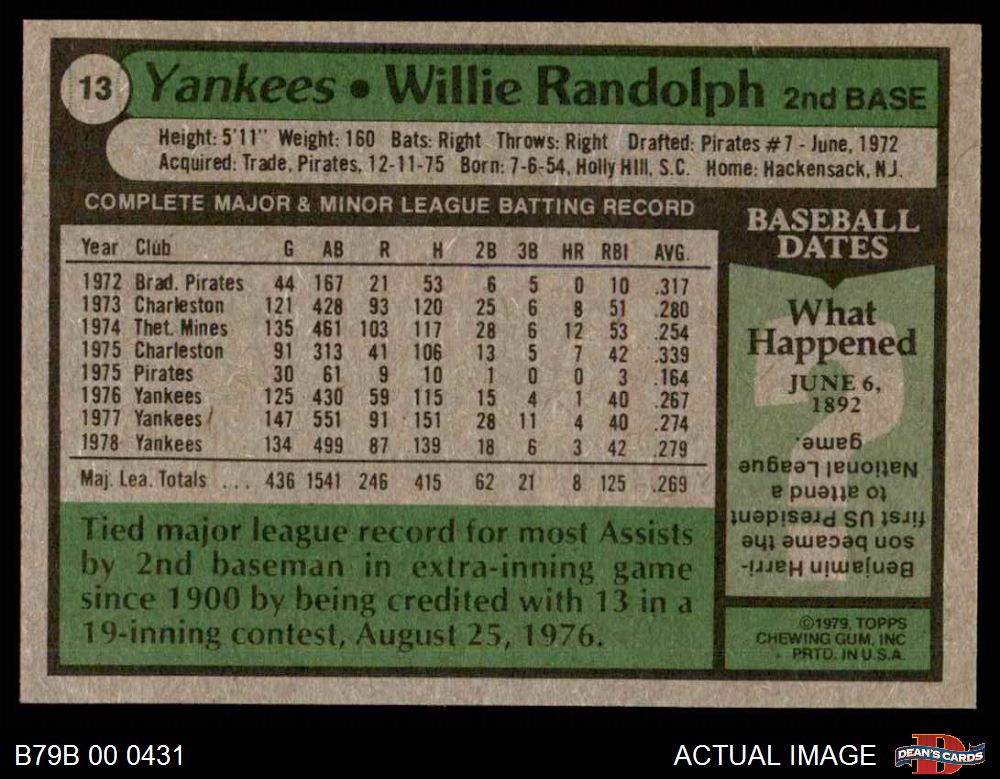 13
Yankees • Willie Randolph 2nd BASE
Height: 5'11" Weight: 160 Bats: Right Throws: Right Drafted: Pirates #7 - June, 1972
Acquired: Trade, Pirates, 12-11-75 Born: 7-6-54, Holly Hill, S.C. Home: Hackensack, N.J.
COMPLETE MAJOR & MINOR LEAGUE BATTING RECORD
Year Club G AB R H 2B 3B HR RBI AVG.
1972 Brad. Pirates 44 167 21 53 6 5 0 10 .317
1973 Charleston 121 428 93 120 25 6 8 51 .280
1974 Thet. Mines 135 461 103 117 28 6 12 53 .254
1975 Charleston 91 313 41 106 13 5 7 42 .339
1975 Pirates 30 61 9 10 1 0 0 3 .164
1976 Yankees 125 430 59 115 15 4 1 40 .267
1977 Yankees 147 551 91 151 28 11 4 40 .274
1978 Yankees 134 499 87 139 18 6 3 42 .279
Maj. Lea. Totals ... 436 1541 246 415 62 21 8 125 .269
Tied major league record for most Assists
by 2nd baseman in extra-inning game
since 1900 by being credited with 13 in a
19-inning contest, August 25, 1976.
BASEBALL
DATES
What
Happened
JUNE 6,
1892
Benjamin Harri-
son became the
first US President
to attend a
National League
game.
©1979, TOPPS
CHEWING GUM, INC
PRTD. IN U.S.A.
B79B 00 0431
ACTUAL IMAGE
DEAN'S CARDS